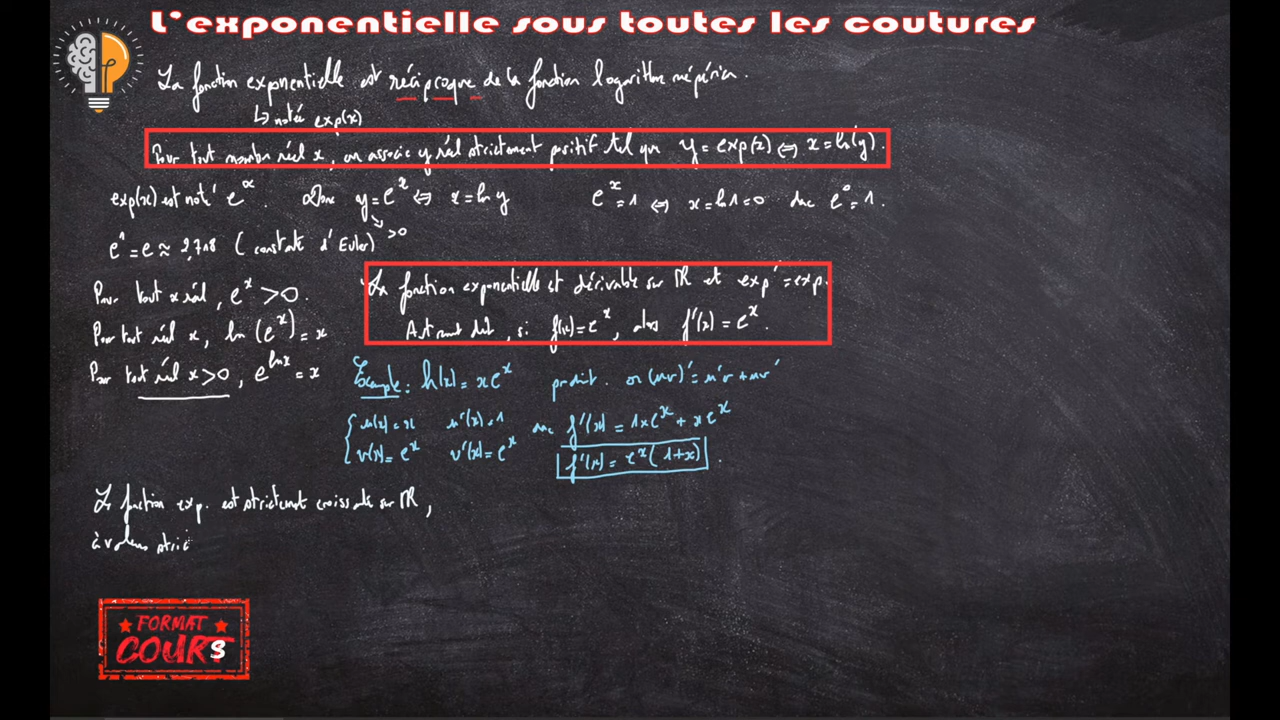 L'exponentielle sous toutes les coutures
La fonction exponentielle est réciproque de la fonction logarithme népérien.
↳ notée exp(x)
Pour tout nombre réel x, on associe y réel strictement positif tel que y = exp(x) ⇔ x = ln(y).
exp(x) est noté e^x. Donc y = e^x ⇔ x = ln y
e^x = 1 ⇔ x = ln 1 = 0 donc e^0 = 1.
>0
e^1 = e ≈ 2,718 (constante d'Euler)
Pour tout x réel, e^x > 0.
Pour tout réel x, ln(e^x) = x
Pour tout réel x > 0, e^ln x = x
La fonction exponentielle est dérivable sur ℝ et exp' = exp.
Autrement dit, si f(x) = e^x, alors f'(x) = e^x.
Exemple : h(x) = xe^x produit. or (uv)' = u'v + uv'
u(x) = x u'(x) = 1
v(x) = e^x v'(x) = e^x
donc f'(x) = 1×e^x + xe^x
f'(x) = e^x(1+x)
La fonction exp. est strictement croissante sur ℝ,
à valeurs stric
FORMAT
COURS